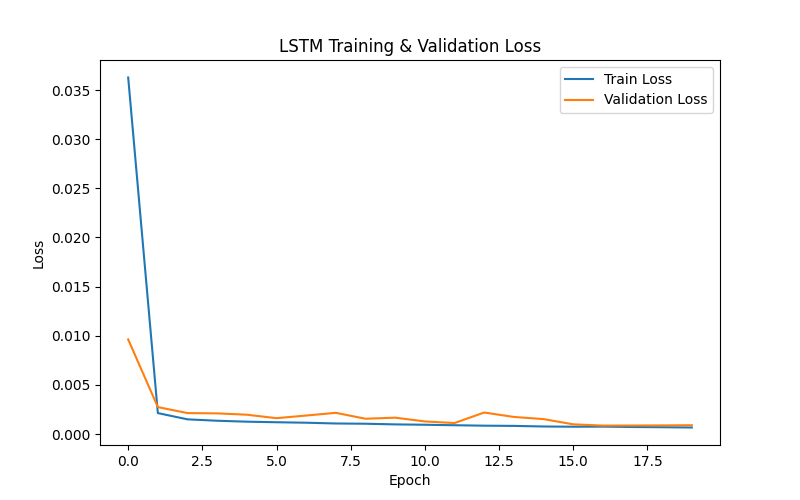 LSTM Training & Validation Loss
Train Loss
Validation Loss
0.035
0.030
0.025
0.020
0.015
0.010
0.005
0.000
Loss
0.0 2.5 5.0 7.5 10.0 12.5 15.0 17.5
Epoch